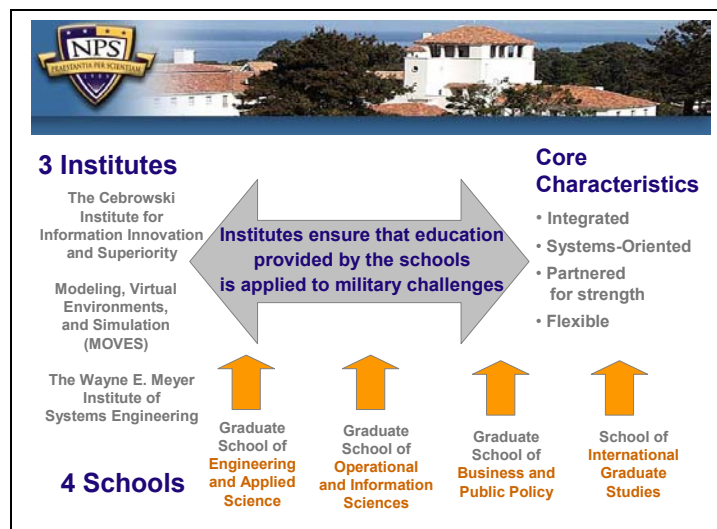 NPS
PRAESTANTIA PER SCIENTIAM
3 Institutes
The Cebrowski
Institute for
Information Innovation
and Superiority
Modeling, Virtual
Environments,
and Simulation
(MOVES)
The Wayne E. Meyer
Institute of
Systems Engineering
Institutes ensure that education
provided by the schools
is applied to military challenges
Core
Characteristics
• Integrated
• Systems-Oriented
• Partnered
for strength
• Flexible
4 Schools
Graduate
School of
Engineering
and Applied
Science
Graduate
School of
Operational
and Information
Sciences
Graduate
School of
Business and
Public Policy
School of
International
Graduate
Studies